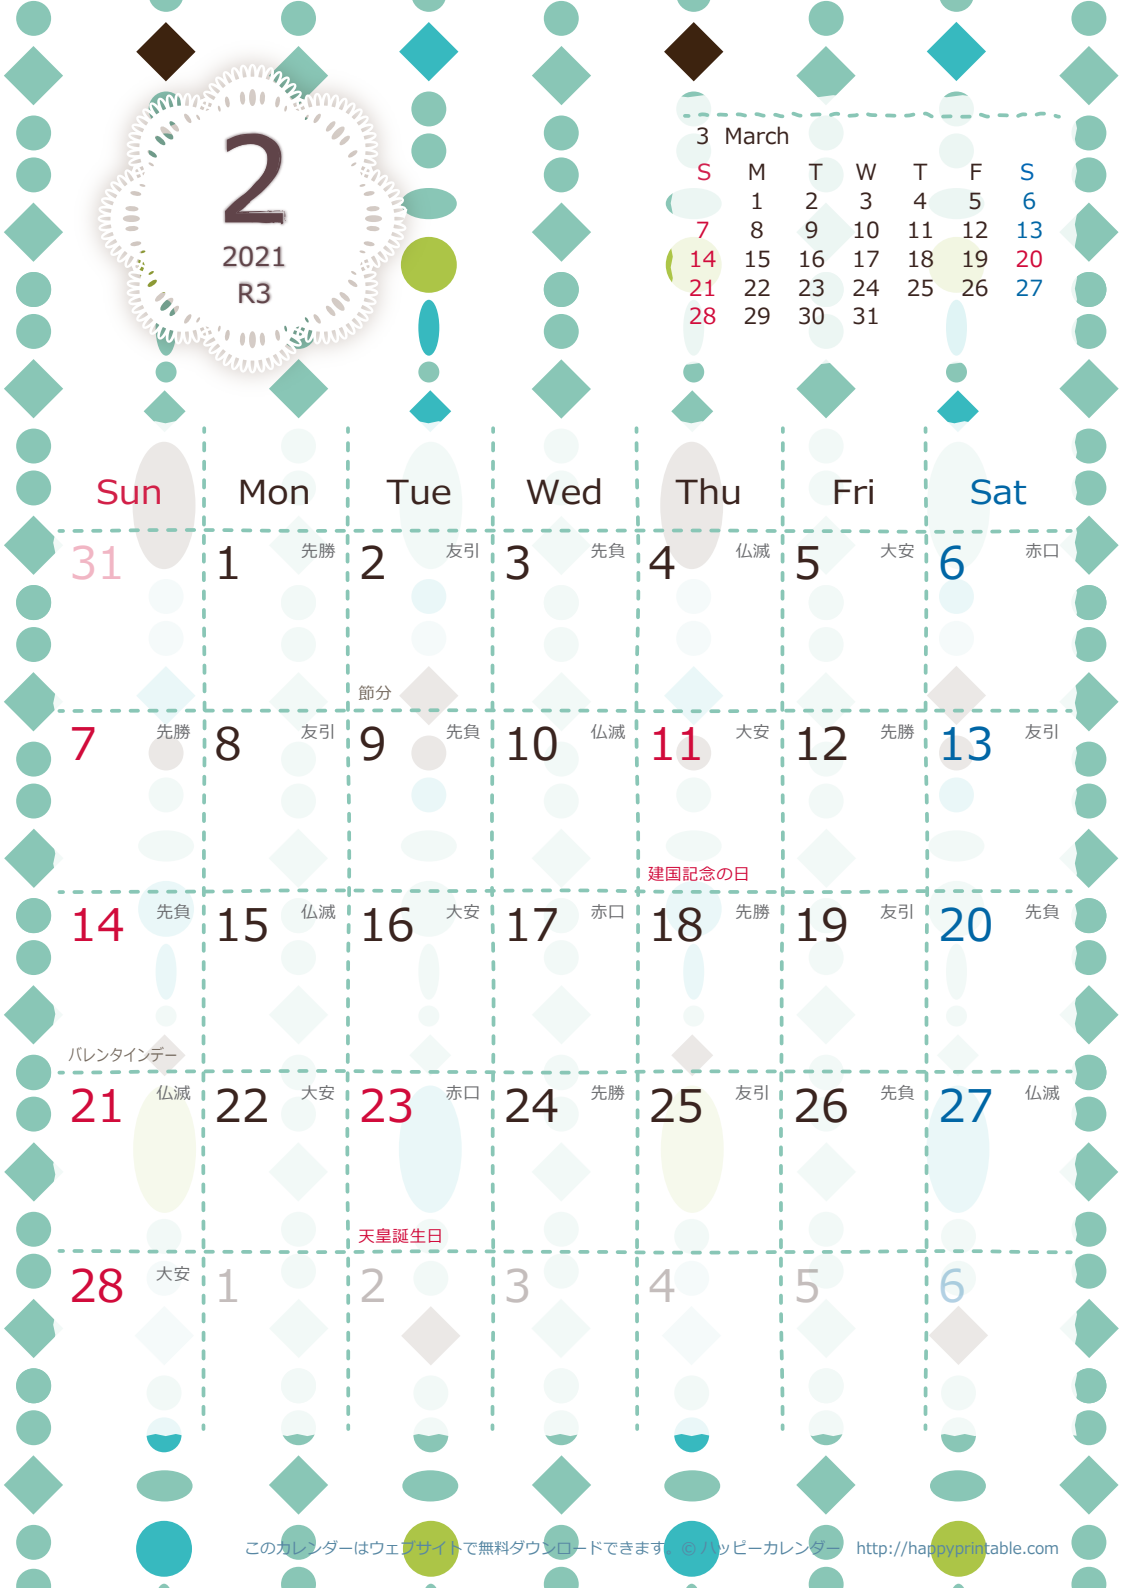 2
2021
R3
3 March
S M T W T F S
1 2 3 4 5 6
7 8 9 10 11 12 13
14 15 16 17 18 19 20
21 22 23 24 25 26 27
28 29 30 31
Sun Mon Tue Wed Thu Fri Sat
31 1 先勝 2 友引 3 先負 4 仏滅 5 大安 6 赤口
節分
7 先勝 8 友引 9 先負 10 仏滅 11 大安 12 先勝 13 友引
建国記念の日
14 先負 15 仏滅 16 大安 17 赤口 18 先勝 19 友引 20 先負
バレンタインデー
21 仏滅 22 大安 23 赤口 24 先勝 25 友引 26 先負 27 仏滅
天皇誕生日
28 大安 1 2 3 4 5 6
このカレンダーはウェブサイトで無料ダウンロードできます。© ハッピーカレンダー http://happyprintable.com